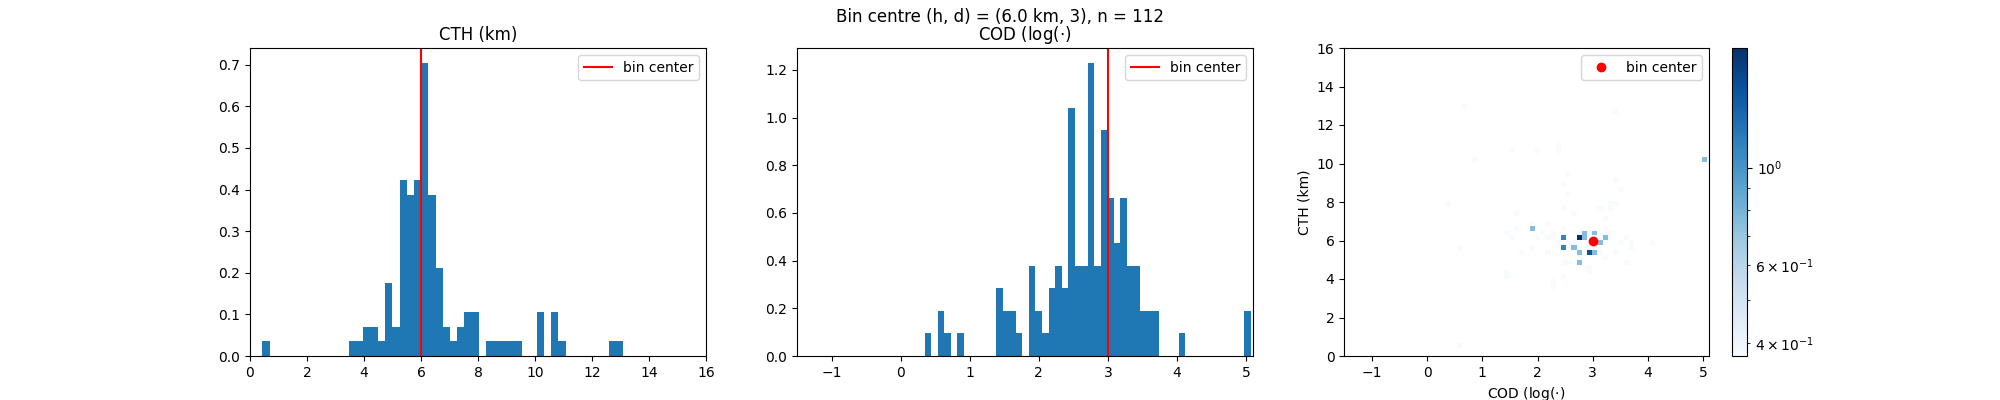 Bin centre (h, d) = (6.0 km, 3), n = 112
CTH (km)
bin center
0.7
0.6
0.5
0.4
0.3
0.2
0.1
0.0
0 2 4 6 8 10 12 14 16
COD (log(·)
bin center
1.2
1.0
0.8
0.6
0.4
0.2
0.0
−1 0 1 2 3 4 5
bin center
CTH (km)
16
14
12
10
8
6
4
2
0
−1 0 1 2 3 4 5
COD (log(·)
10⁰
6 × 10⁻¹
4 × 10⁻¹